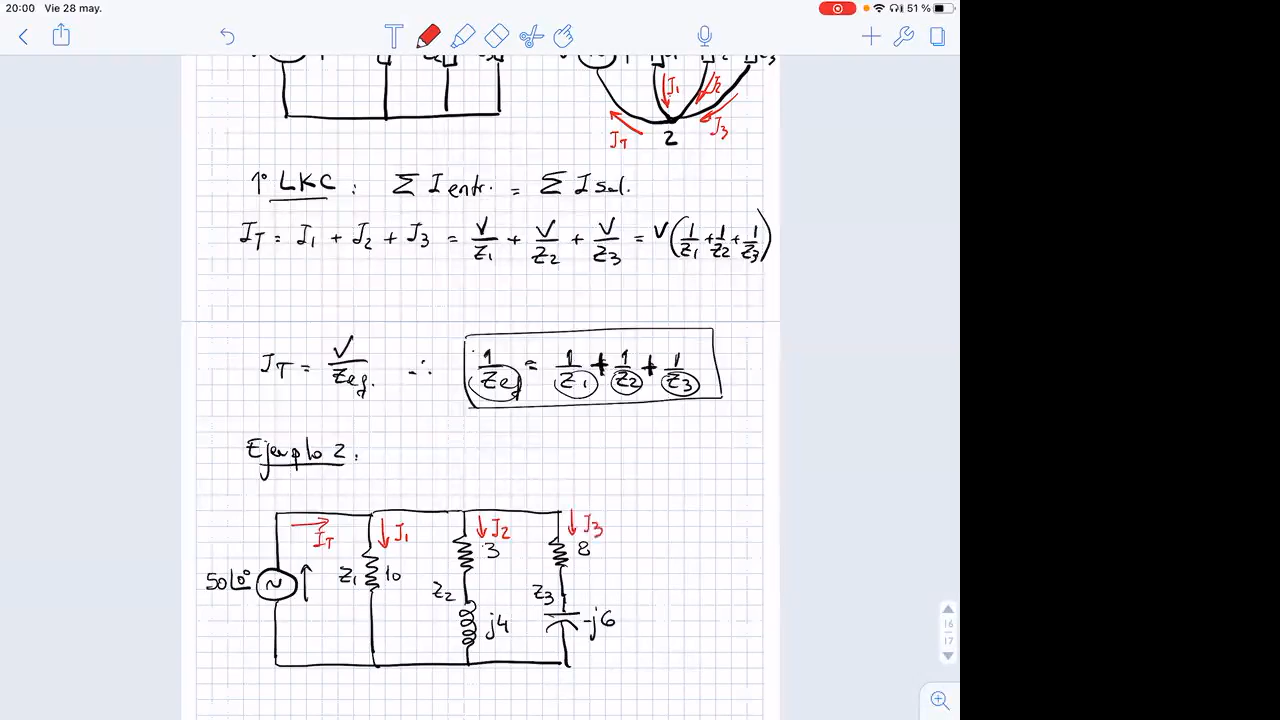 20:00 Vie 28 may.
51 %
T
J1 J2
J3
JT
2
1° LKC : Σ I entr. = Σ I sal.
JT = J1 + J2 + J3 = V/Z1 + V/Z2 + V/Z3 = V(1/Z1 + 1/Z2 + 1/Z3)
JT = V/Zeq. ∴ 1/Zeq = 1/Z1 + 1/Z2 + 1/Z3
Ejemplo 2.
IT J1 J2 J3
3 8
50|0° Z1 10
Z2 Z3
j4 -j6
16
17